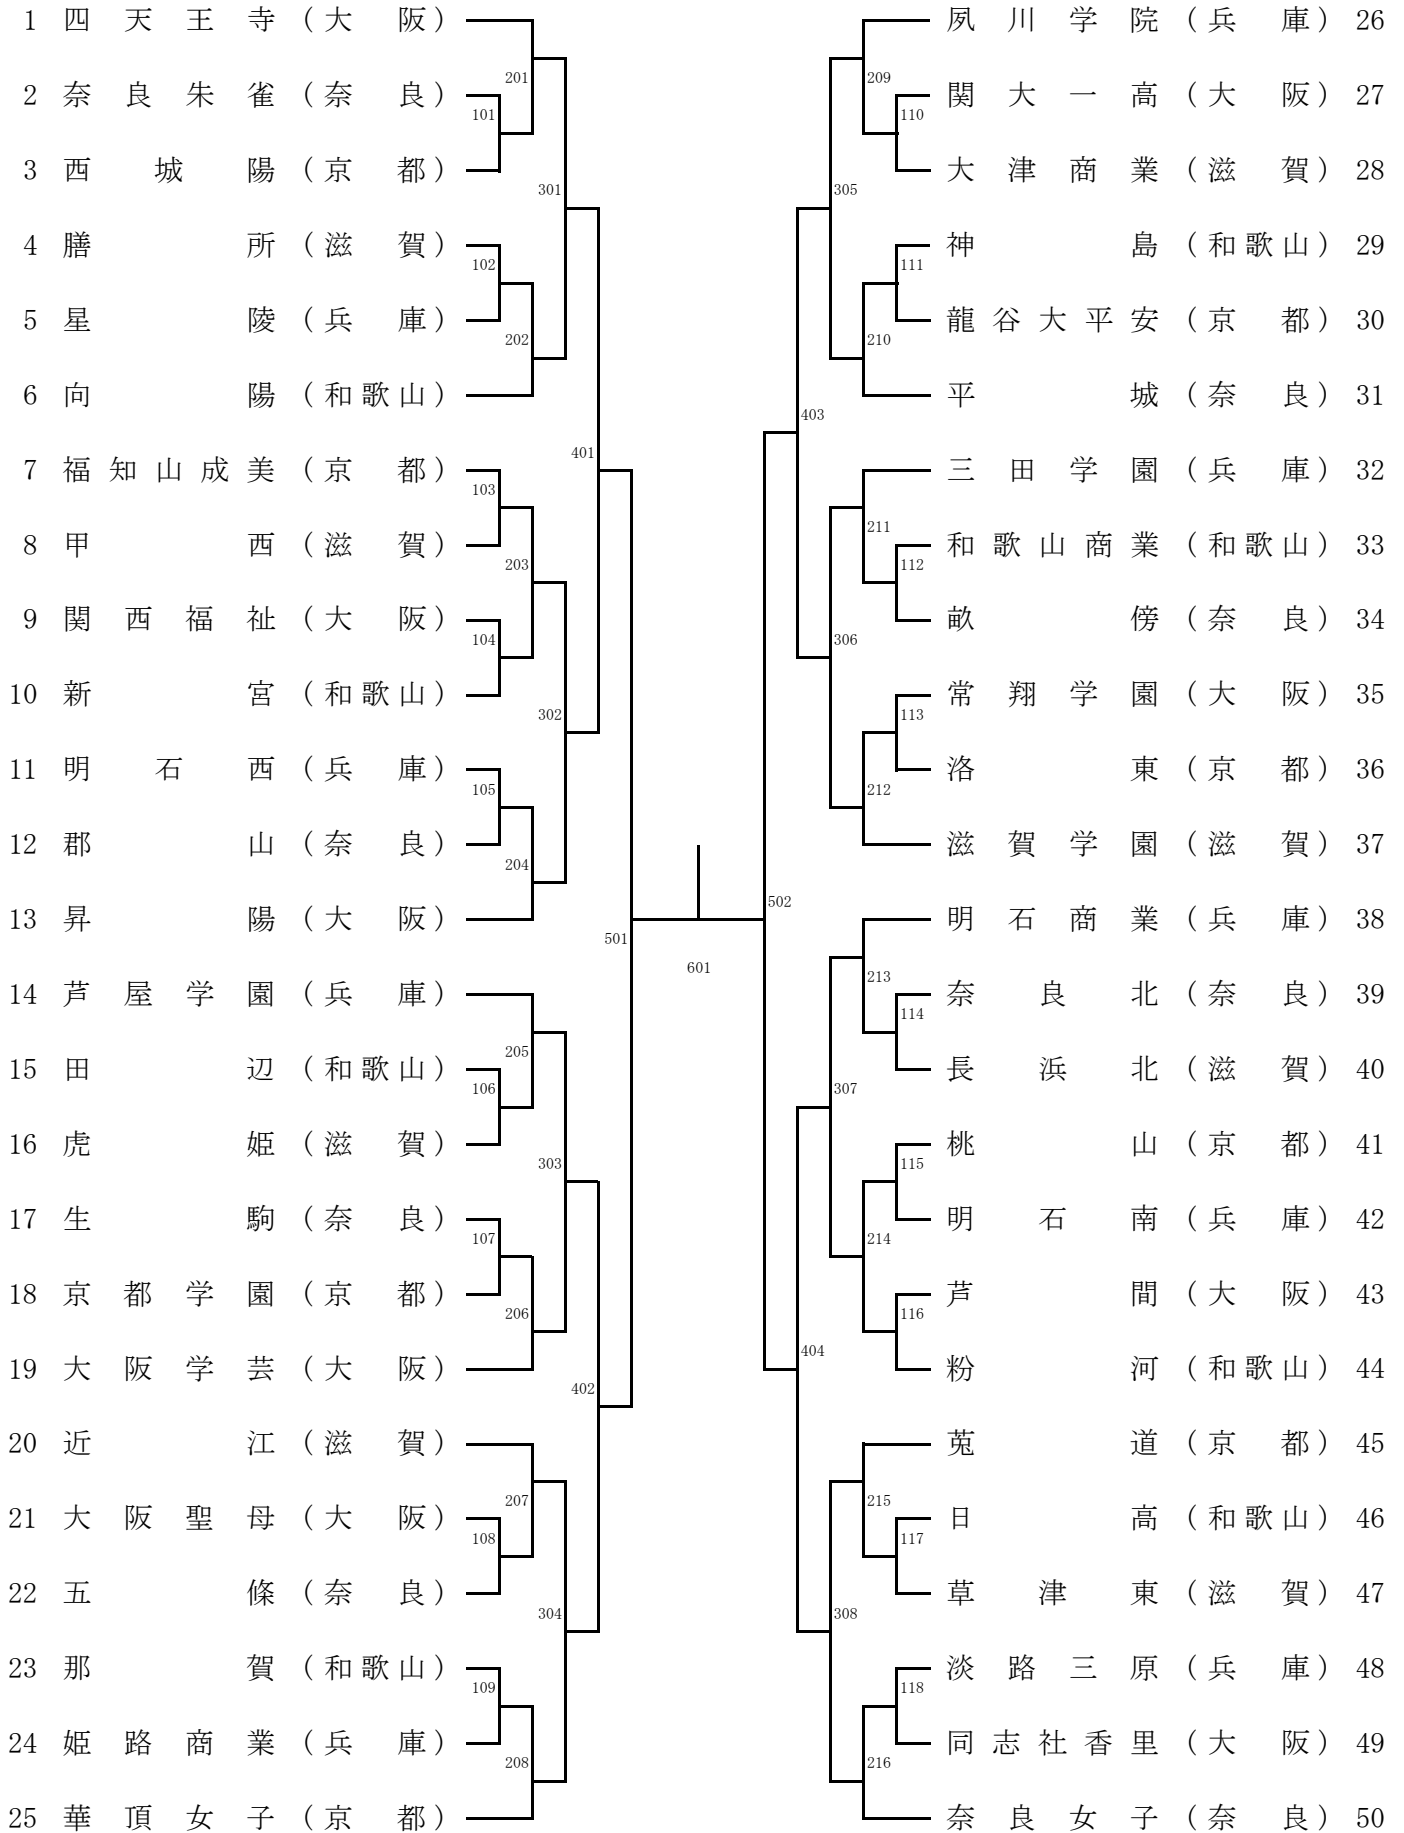 1 四天王寺（大阪）
2 奈良朱雀（奈良）
3 西城陽（京都）
4 膳所（滋賀）
5 星陵（兵庫）
6 向陽（和歌山）
7 福知山成美（京都）
8 甲西（滋賀）
9 関西福祉（大阪）
10 新宮（和歌山）
11 明石西（兵庫）
12 郡山（奈良）
13 昇陽（大阪）
14 芦屋学園（兵庫）
15 田辺（和歌山）
16 虎姫（滋賀）
17 生駒（奈良）
18 京都学園（京都）
19 大阪学芸（大阪）
20 近江（滋賀）
21 大阪聖母（大阪）
22 五條（奈良）
23 那賀（和歌山）
24 姫路商業（兵庫）
25 華頂女子（京都）
101
102
103
104
105
106
107
108
109
201
202
203
204
205
206
207
208
301
302
303
304
401
402
501
601
502
403
404
305
306
307
308
209
210
211
212
213
214
215
216
110
111
112
113
114
115
116
117
118
夙川学院（兵庫）26
関大一高（大阪）27
大津商業（滋賀）28
神島（和歌山）29
龍谷大平安（京都）30
平城（奈良）31
三田学園（兵庫）32
和歌山商業（和歌山）33
畝傍（奈良）34
常翔学園（大阪）35
洛東（京都）36
滋賀学園（滋賀）37
明石商業（兵庫）38
奈良北（奈良）39
長浜北（滋賀）40
桃山（京都）41
明石南（兵庫）42
芦間（大阪）43
粉河（和歌山）44
莵道（京都）45
日高（和歌山）46
草津東（滋賀）47
淡路三原（兵庫）48
同志社香里（大阪）49
奈良女子（奈良）50